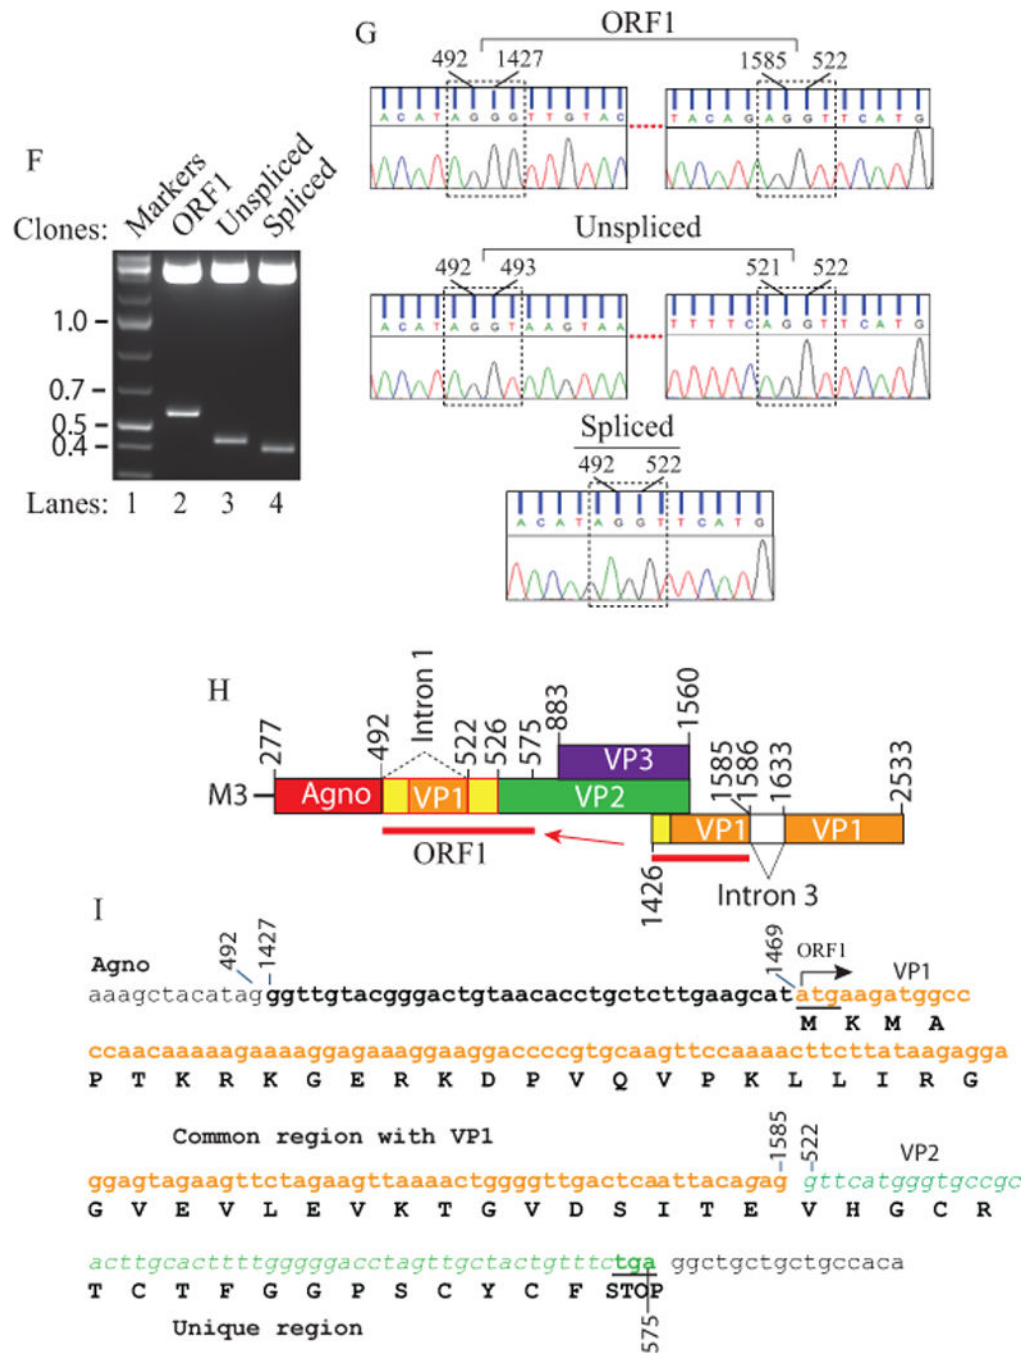 F
Clones:
Markers
ORF1
Unspliced
Spliced
1.0
0.7
0.5
0.4
Lanes: 1 2 3 4
G
ORF1
492 1427 1585 522
A C A T A G G G T T G T A C
T A C A G A G G T T C A T G
Unspliced
492 493 521 522
A C A T A G G T A A G T A A
T T T T C A G G T T C A T G
Spliced
492 522
A C A T A G G T T C A T G
H
277 492 Intron 1 522 526 575 883 1560 1585 1586 1633 2533
M3 Agno VP1 VP2 VP3 VP1 VP1
ORF1
1426 Intron 3
I
492 1427 1469 ORF1
Agno VP1
aaagctacatag ggttgtacgggactgtaacacctgctcttgaagcatatgaagatggcc
M K M A
ccaacaaaaagaaaaggagaaaggaaggaccccgtgcaagttccaaaacttcttataagagga
P T K R K G E R K D P V Q V P K L L I R G
Common region with VP1 1585 522 VP2
ggagtagaagttctagaagttaaaactggggttgactcaattacagag gttcatgggtgccgc
G V E V L E V K T G V D S I T E V H G C R
acttgcacttttgggggacctagttgctactgtttctga ggctgctgctgccaca
T C T F G G P S C Y C F STOP
Unique region 575